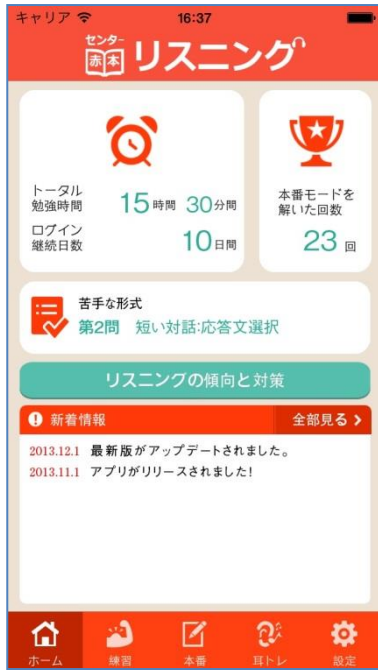 キャリア 16:37
センター
赤本 リスニング
トータル
勉強時間 15時間 30分間
ログイン
継続日数 10日間
本番モードを
解いた回数
23 回
苦手な形式
第2問 短い対話:応答文選択
リスニングの傾向と対策
新着情報 全部見る
2013.12.1 最新版がアップデートされました。
2013.11.1 アプリがリリースされました!
ホーム 練習 本番 耳トレ 設定